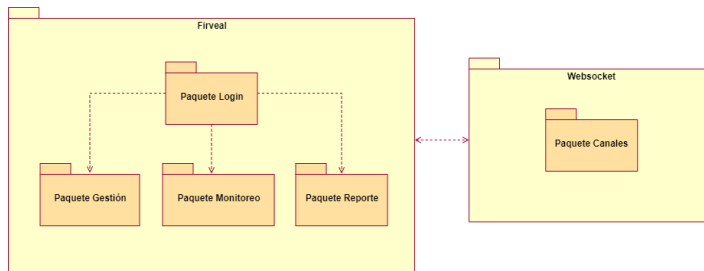 Firveal
Paquete Login
Paquete Gestión
Paquete Monitoreo
Paquete Reporte
Websocket
Paquete Canales